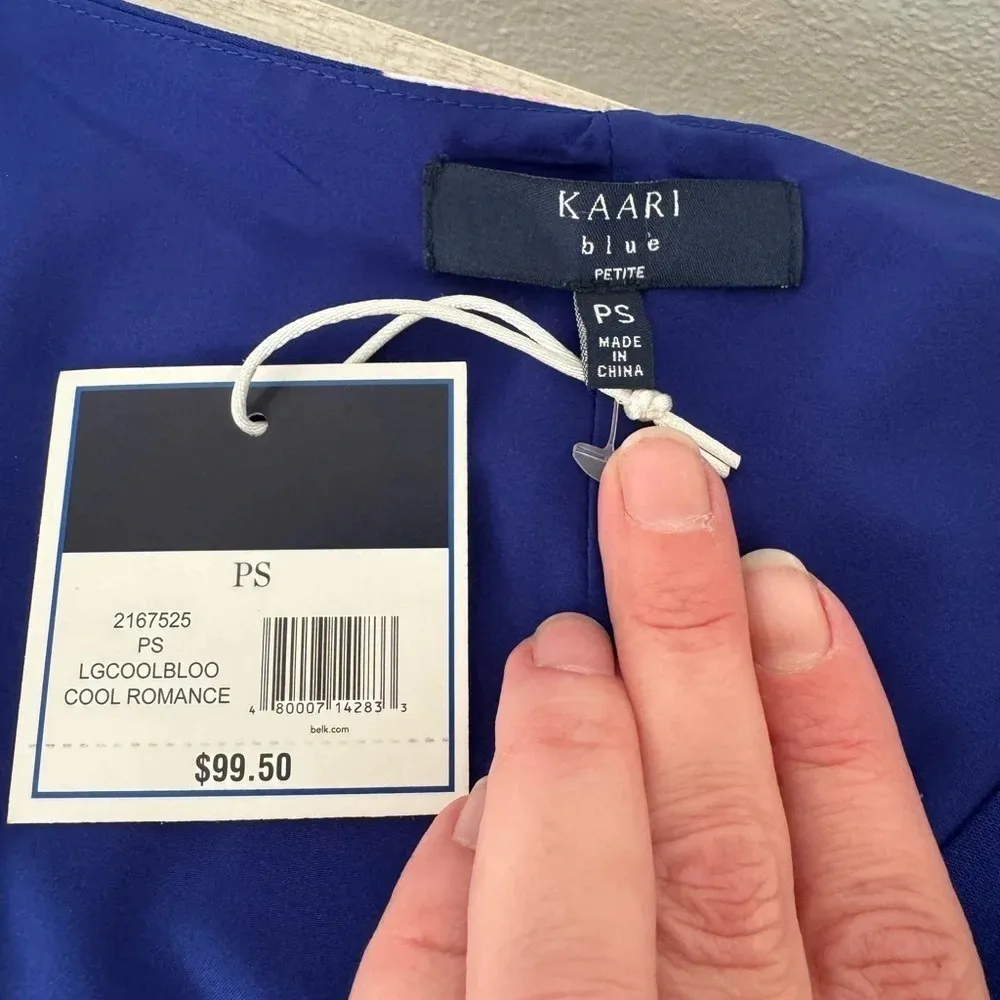 KAARI
blue
PETITE
PS
MADE
IN
CHINA
PS
2167525
PS
LGCOOLBLOO
COOL ROMANCE
4 80007 14283 3
belk.com
$99.50